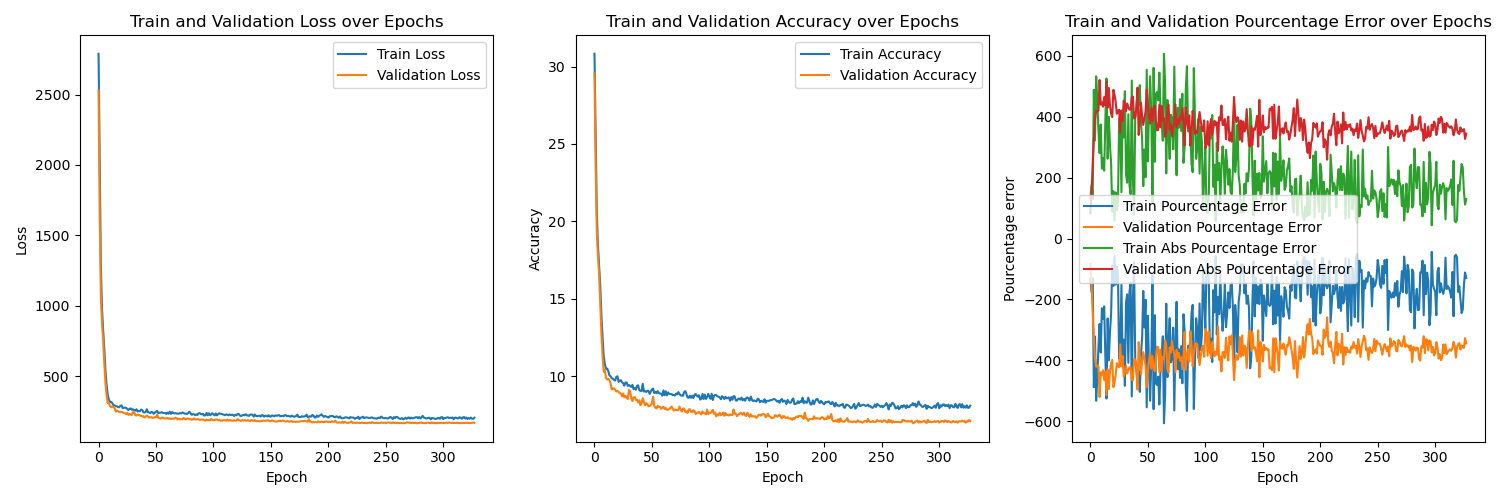 Train and Validation Loss over Epochs
Loss
2500
2000
1500
1000
500
Train Loss
Validation Loss
0 50 100 150 200 250 300
Epoch
Train and Validation Accuracy over Epochs
Accuracy
30
25
20
15
10
Train Accuracy
Validation Accuracy
0 50 100 150 200 250 300
Epoch
Train and Validation Pourcentage Error over Epochs
Pourcentage error
600
400
200
0
−200
−400
−600
Train Pourcentage Error
Validation Pourcentage Error
Train Abs Pourcentage Error
Validation Abs Pourcentage Error
0 50 100 150 200 250 300
Epoch